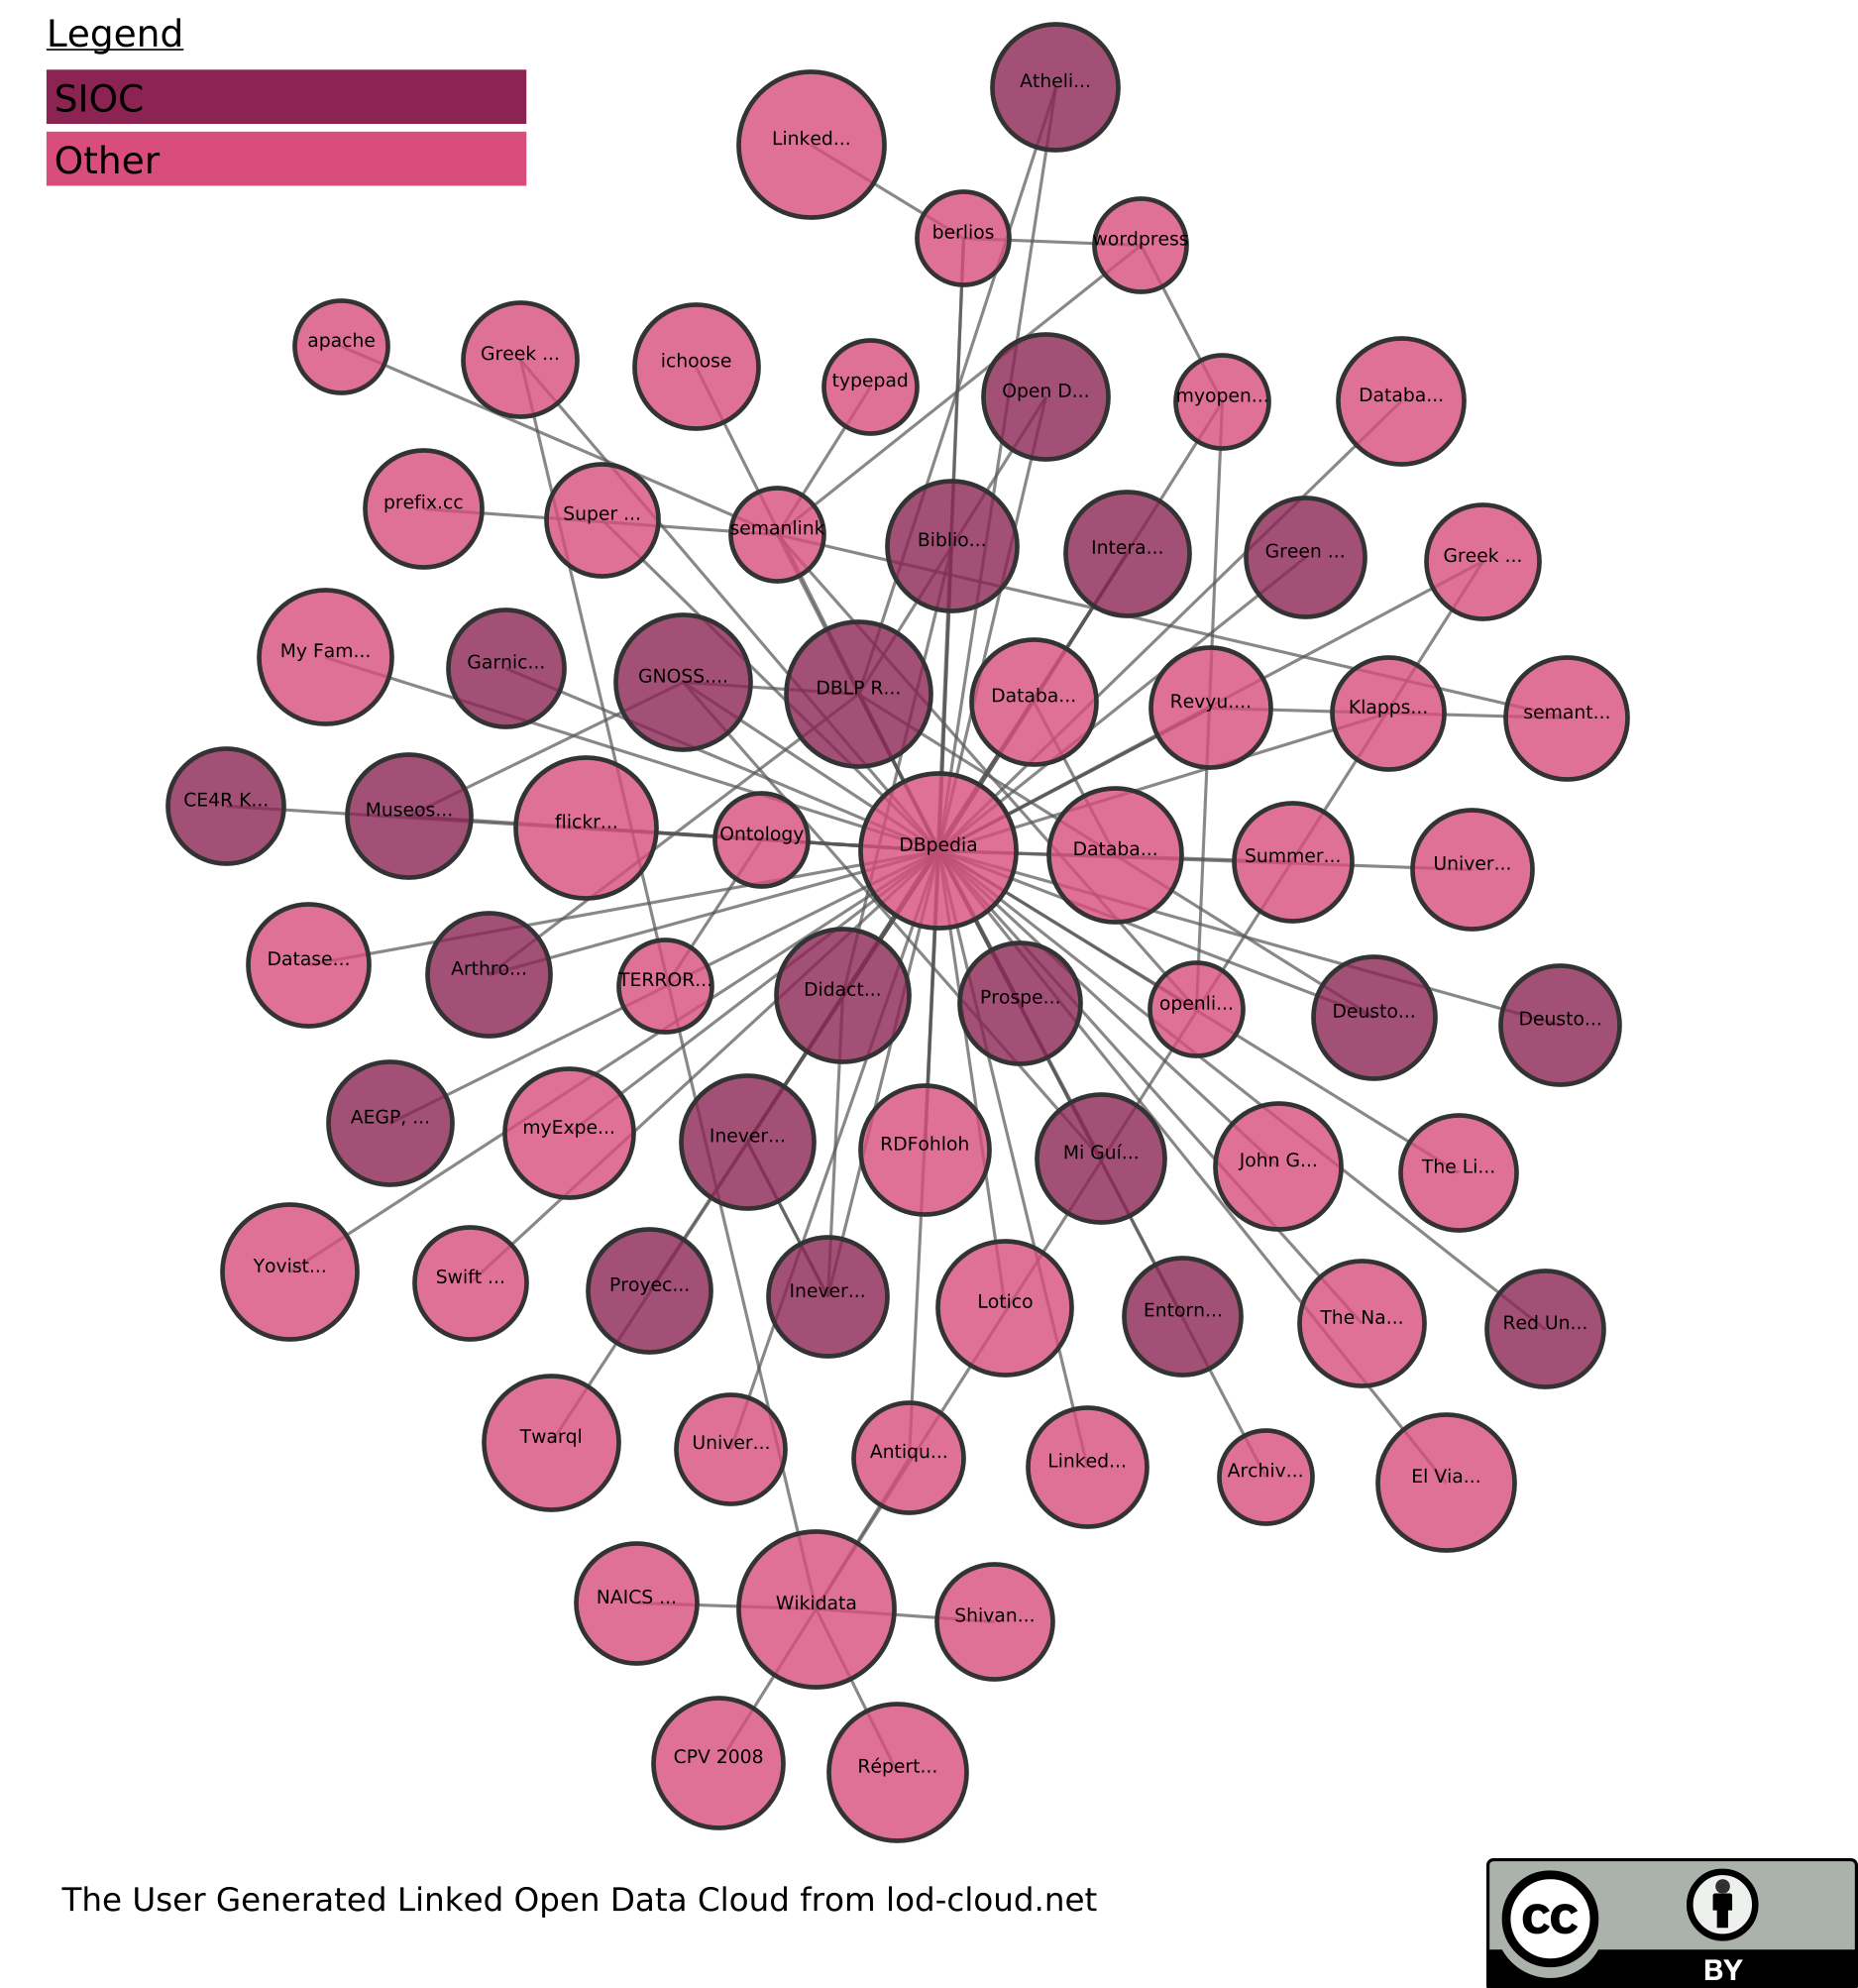 Legend
SIOC
Other
Atheli...
Linked...
berlios
wordpress
apache
Greek ...
ichoose
typepad
Open D...
myopen...
Databa...
prefix.cc
Super ...
semanlink
Biblio...
Intera...
Green ...
Greek ...
My Fam...
Garnic...
GNOSS....
DBLP R...
Databa...
Revyu....
Klapps...
semant...
CE4R K...
Museos...
flickr...
Ontology
DBpedia
Databa...
Summer...
Univer...
Datase...
Arthro...
TERROR...
Didact...
Prospe...
openli...
Deusto...
Deusto...
AEGP, ...
myExpe...
Inever...
RDFohloh
Mi Guí...
John G...
The Li...
Yovist...
Swift ...
Proyec...
Inever...
Lotico
Entorn...
The Na...
Red Un...
Twarql
Univer...
Antiqu...
Linked...
Archiv...
El Via...
NAICS ...
Wikidata
Shivan...
CPV 2008
Répert...
The User Generated Linked Open Data Cloud from lod-cloud.net
cc
BY